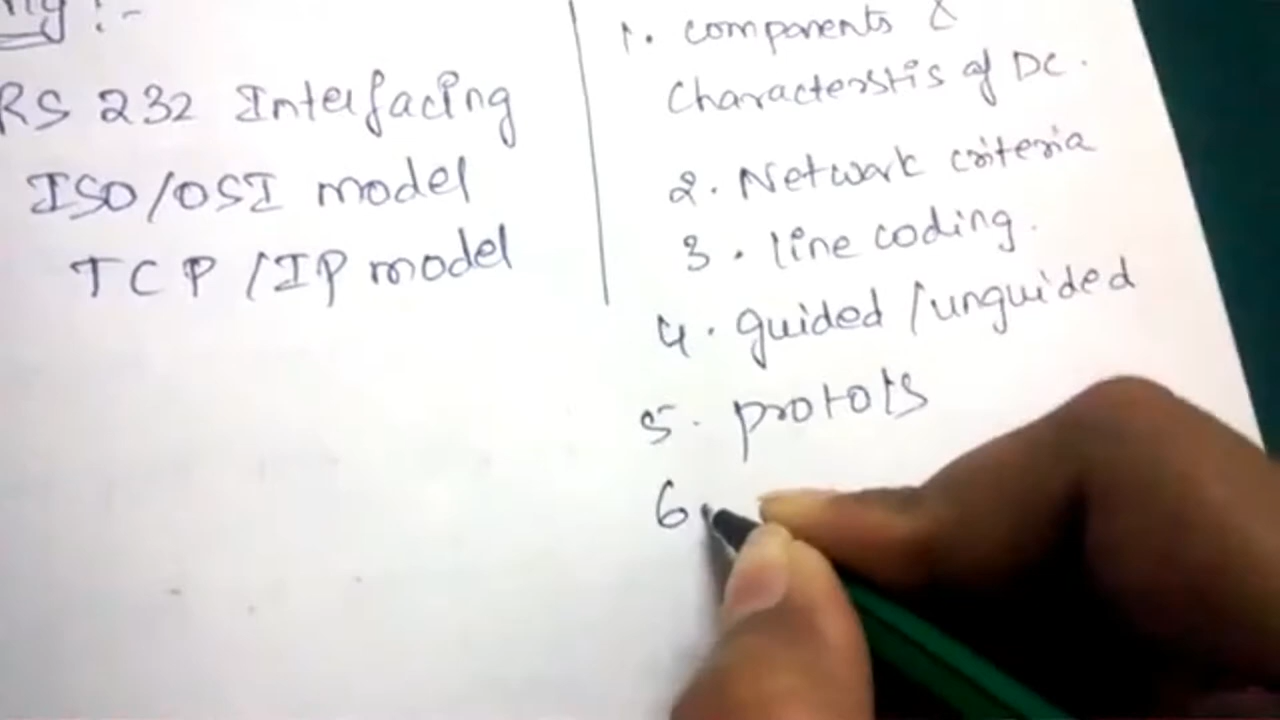 RS 232 Interfacing
ISO/OSI model
TCP/IP model
1. components &
Characterstis of DC.
2. Network criteria
3. line coding.
4. guided/unguided
5. protols
6.